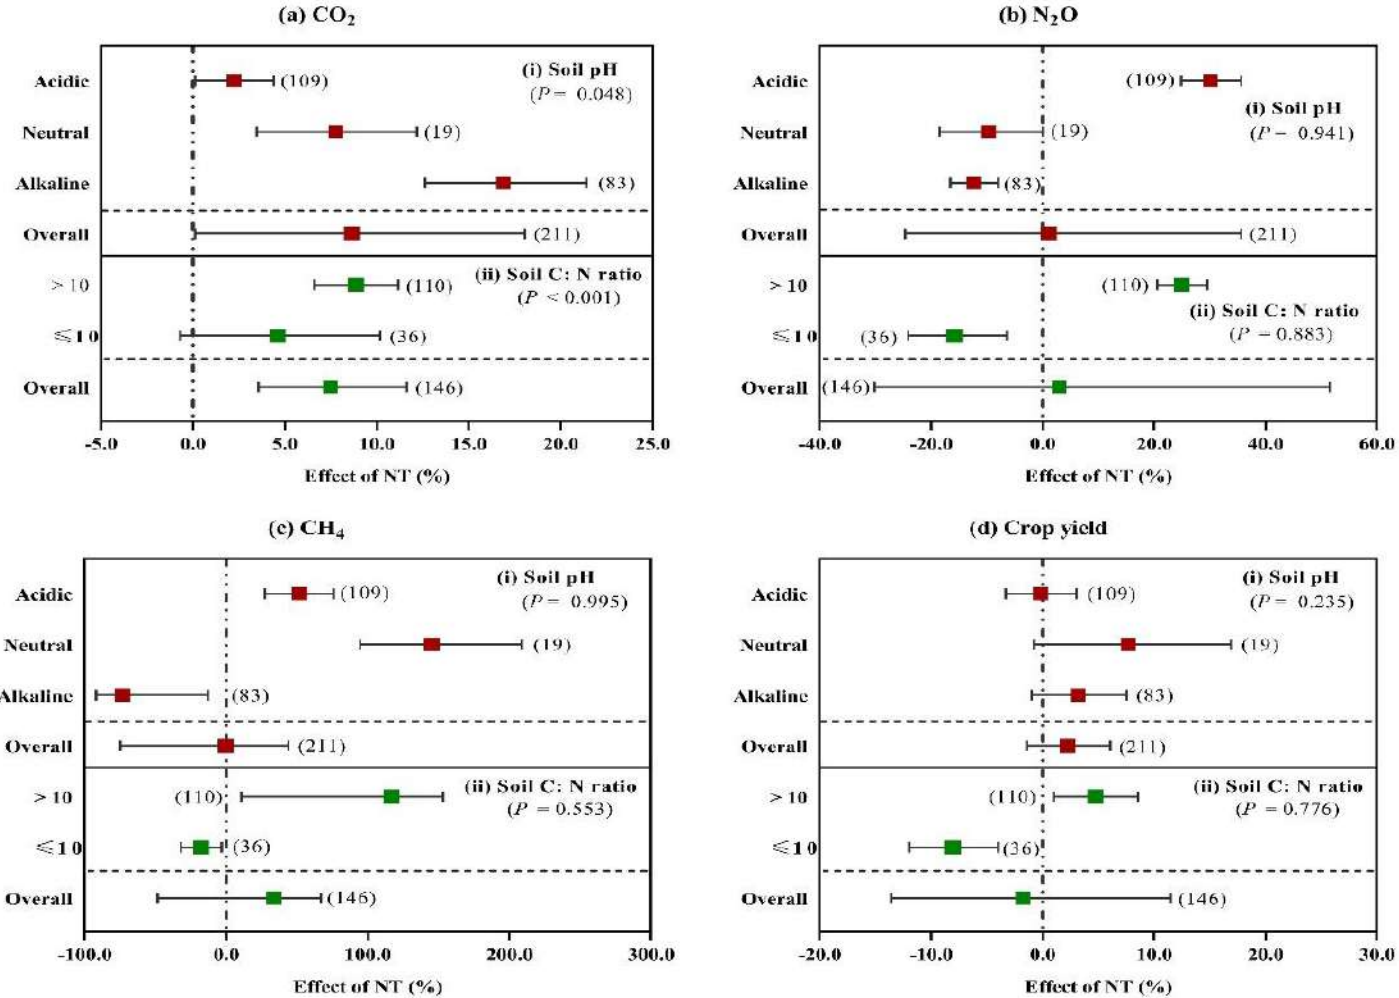 (a) CO₂
Acidic
(109)
(i) Soil pH
(P = 0.048)
Neutral
(19)
Alkaline
(83)
Overall
(211)
> 10
(110)
(ii) Soil C: N ratio
(P < 0.001)
≤10
(36)
Overall
(146)
-5.0 0.0 5.0 10.0 15.0 20.0 25.0
Effect of NT (%)
(b) N₂O
Acidic
(109)
(i) Soil pH
(P = 0.941)
Neutral
(19)
Alkaline
(83)
Overall
(211)
> 10
(110)
(ii) Soil C: N ratio
(P = 0.883)
≤10
(36)
Overall
(146)
-40.0 -20.0 0.0 20.0 40.0 60.0
Effect of NT (%)
(c) CH₄
Acidic
(109)
(i) Soil pH
(P = 0.995)
Neutral
(19)
Alkaline
(83)
Overall
(211)
> 10
(110)
(ii) Soil C: N ratio
(P = 0.553)
≤10
(36)
Overall
(146)
-100.0 0.0 100.0 200.0 300.0
Effect of NT (%)
(d) Crop yield
Acidic
(109)
(i) Soil pH
(P = 0.235)
Neutral
(19)
Alkaline
(83)
Overall
(211)
> 10
(110)
(ii) Soil C: N ratio
(P = 0.776)
≤10
(36)
Overall
(146)
-20.0 -10.0 0.0 10.0 20.0 30.0
Effect of NT (%)